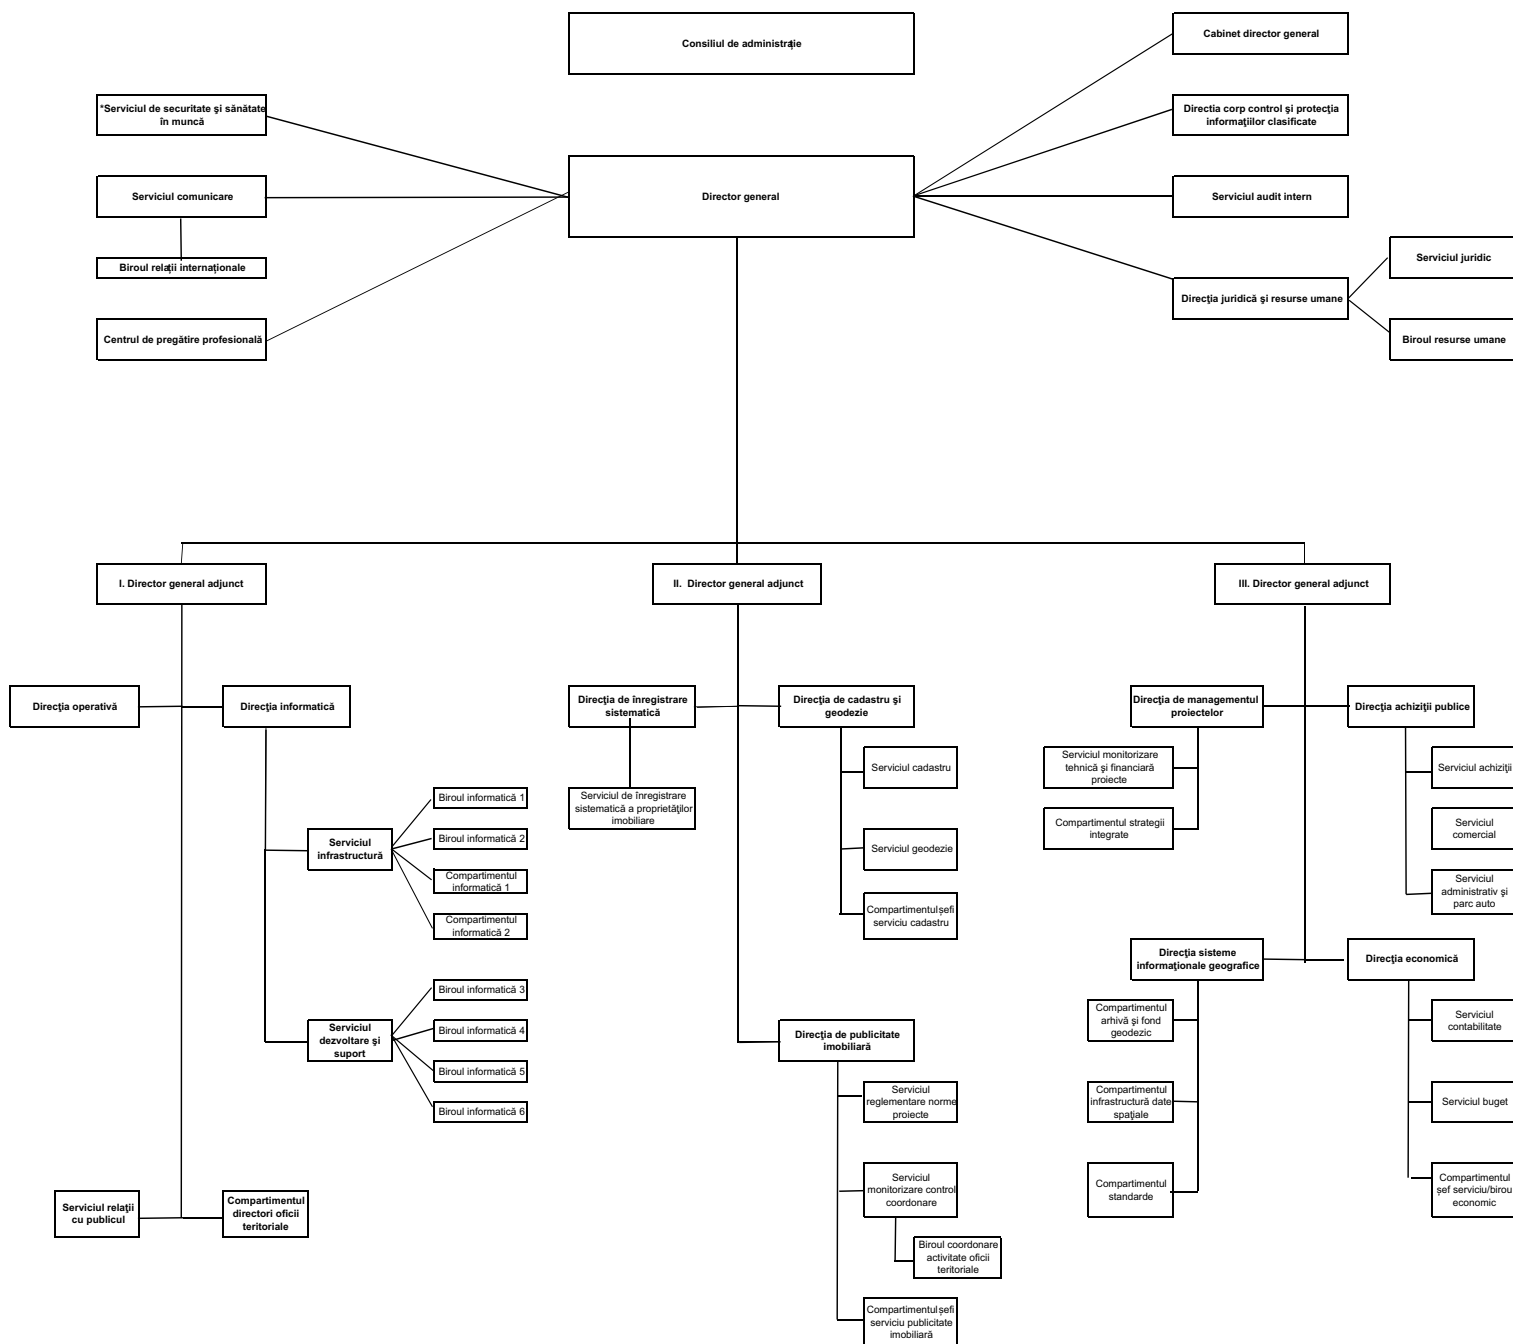 Consiliul de administrație
Cabinet director general
*Serviciul de securitate şi sănătate
în muncă
Directia corp control şi protecţia
informaţiilor clasificate
Serviciul comunicare
Director general
Serviciul audit intern
Biroul relații internaționale
Serviciul juridic
Direcţia juridică şi resurse umane
Centrul de pregătire profesională
Biroul resurse umane
I. Director general adjunct
II. Director general adjunct
III. Director general adjunct
Direcţia operativă
Direcţia informatică
Serviciul
infrastructură
Biroul informatică 1
Biroul informatică 2
Compartimentul
informatică 1
Compartimentul
informatică 2
Serviciul
dezvoltare şi
suport
Biroul informatică 3
Biroul informatică 4
Biroul informatică 5
Biroul informatică 6
Serviciul relaţii
cu publicul
Compartimentul
directori oficii
teritoriale
Direcţia de înregistrare
sistematică
Serviciul de înregistrare
sistematică a proprietăţilor
imobiliare
Direcţia de cadastru şi
geodezie
Serviciul cadastru
Serviciul geodezie
Compartimentul șefi
serviciu cadastru
Direcţia de publicitate
imobiliară
Serviciul
reglementare norme
proiecte
Serviciul
monitorizare control
coordonare
Biroul coordonare
activitate oficii
teritoriale
Compartimentul șefi
serviciu publicitate
imobiliară
Direcţia de managementul
proiectelor
Serviciul monitorizare
tehnică şi financiară
proiecte
Compartimentul strategii
integrate
Direcţia achiziţii publice
Serviciul achiziţii
Serviciul
comercial
Serviciul
administrativ şi
parc auto
Direcţia sisteme
informaţionale geografice
Compartimentul
arhivă şi fond
geodezic
Compartimentul
infrastructură date
spaţiale
Compartimentul
standarde
Direcţia economică
Serviciul
contabilitate
Serviciul buget
Compartimentul
șef serviciu/birou
economic